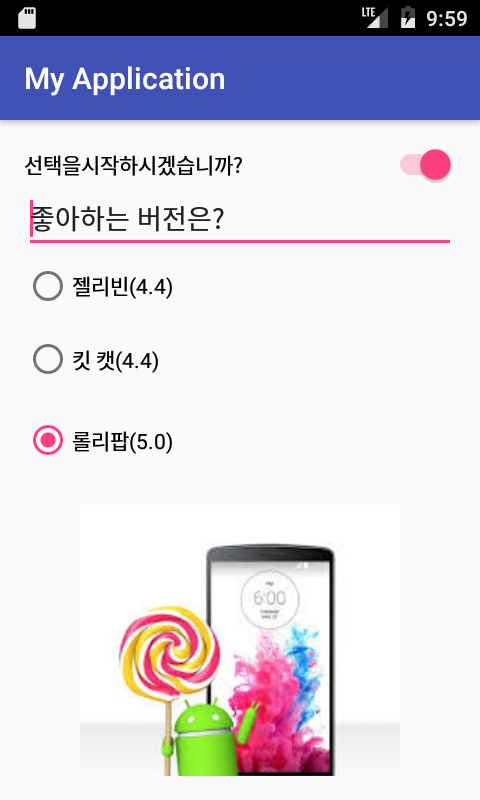 LTE 9:59
My Application
선택을시작하시겠습니까?
좋아하는 버전은?
젤리빈(4.4)
킷 캣(4.4)
롤리팝(5.0)
6:00